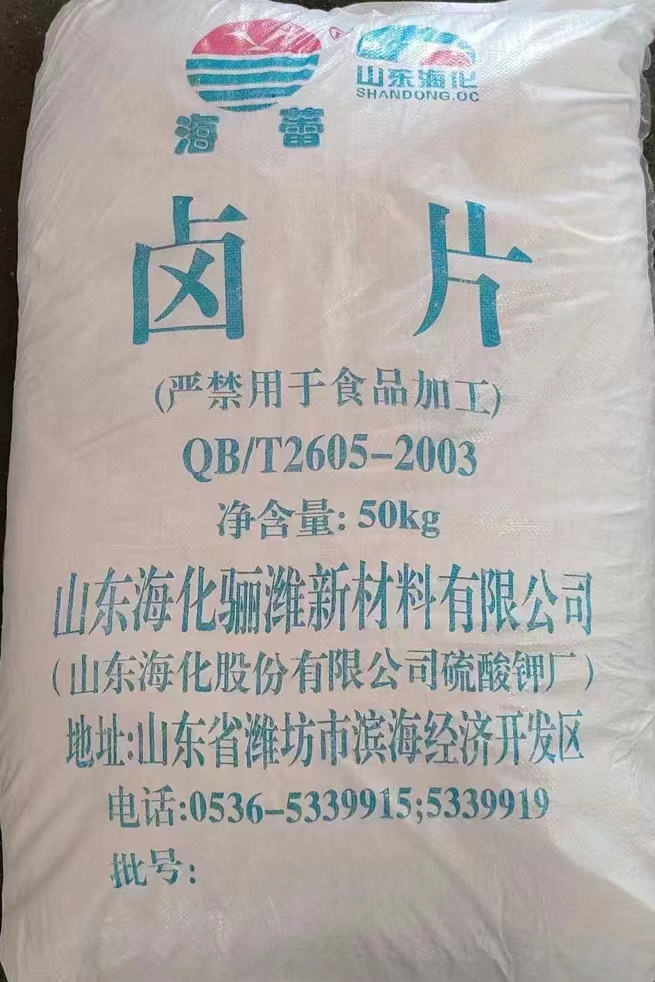 海蕾
山东海化
SHANDONG.OC
卤片
(严禁用于食品加工)
QB/T2605-2003
净含量: 50kg
山东海化骊潍新材料有限公司
(山东海化股份有限公司硫酸钾厂)
地址:山东省潍坊市滨海经济开发区
电话:0536-5339915;5339919
批号: